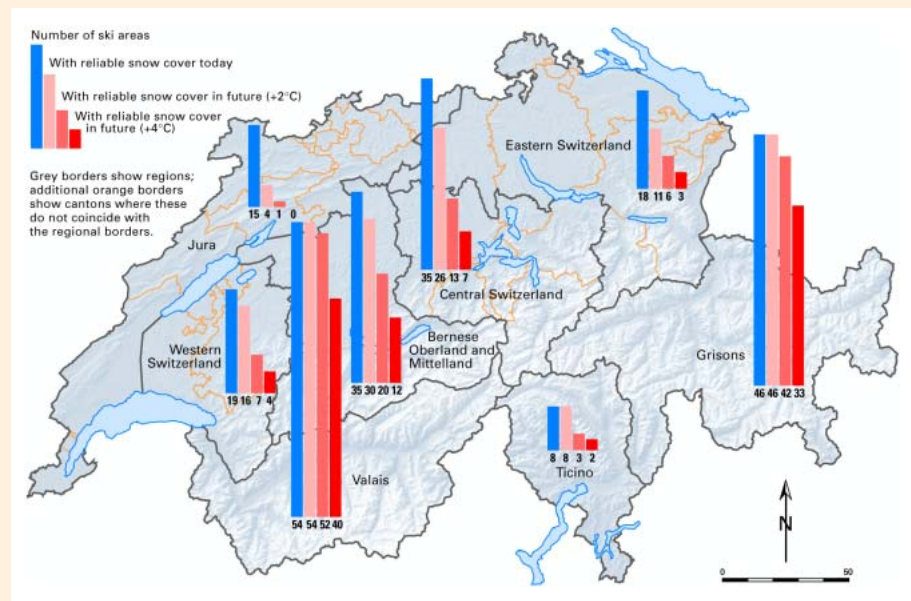 Number of ski areas
With reliable snow cover today
With reliable snow cover in future (+2°C)
With reliable snow cover
in future (+4°C)
Grey borders show regions;
additional orange borders
show cantons where these
do not coincide with
the regional borders.
15 4 1 0
Jura
35 26 13 7
Central Switzerland
Eastern Switzerland
18 11 6 3
Western
Switzerland
19 16 7 4
Bernese
Oberland and
Mittelland
35 30 20 12
Grisons
46 46 42 33
8 8 3 2
Ticino
Valais
54 54 52 40
N
0 50